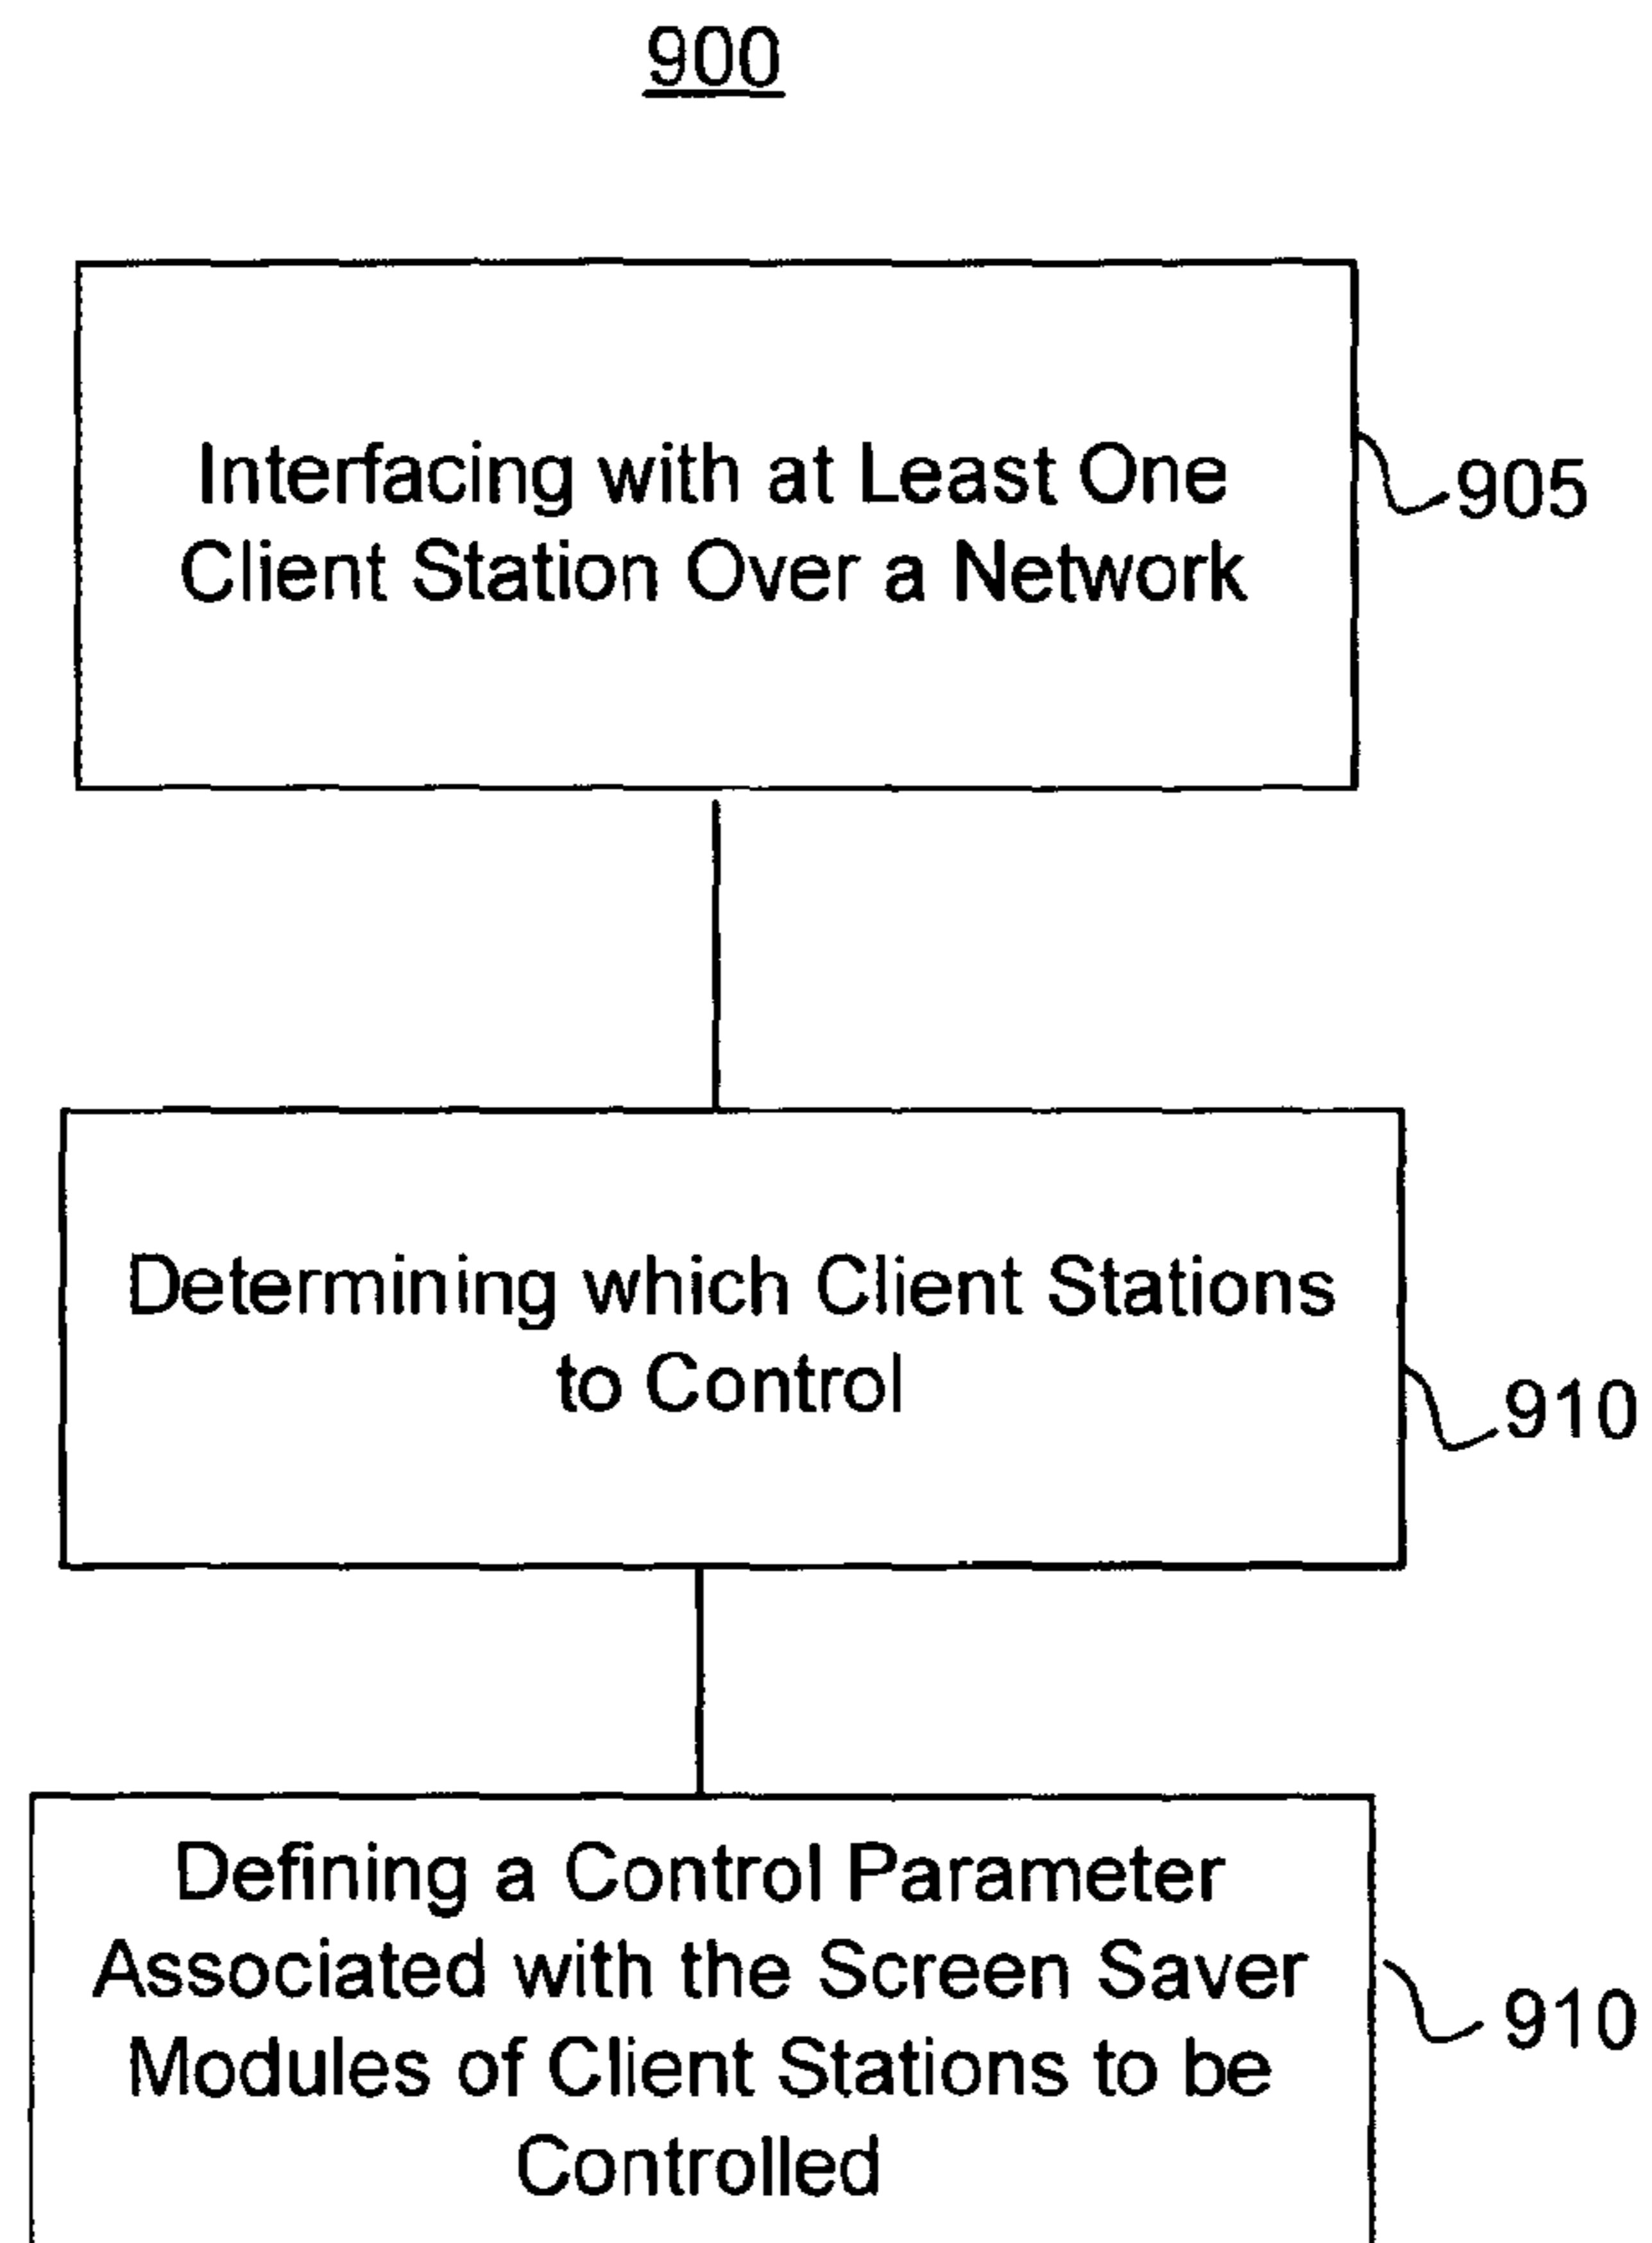 900
Interfacing with at Least One
Client Station Over a Network
905
Determining which Client Stations
to Control
910
Defining a Control Parameter
Associated with the Screen Saver
Modules of Client Stations to be
Controlled
910